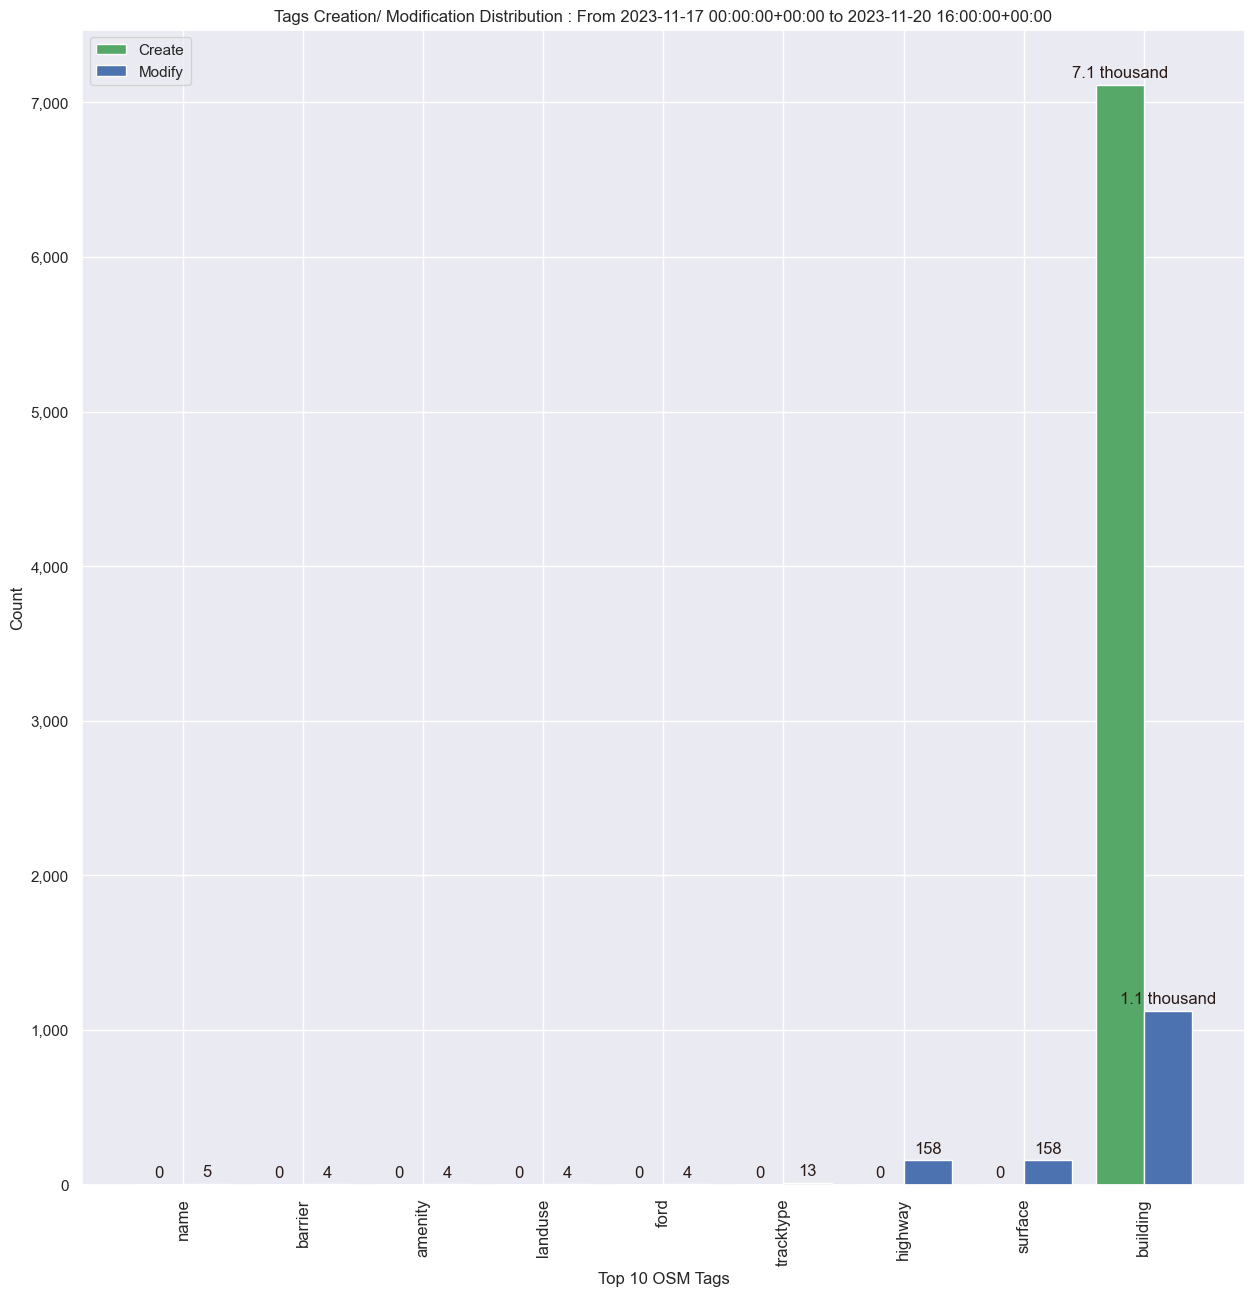 Tags Creation/ Modification Distribution : From 2023-11-17 00:00:00+00:00 to 2023-11-20 16:00:00+00:00
Create
Modify
7.1 thousand
7,000
6,000
5,000
4,000
3,000
2,000
1.1 thousand
1,000
158
158
0
0
5
0
4
0
4
0
4
0
4
0
13
0
0
name
barrier
amenity
landuse
ford
tracktype
highway
surface
building
Count
Top 10 OSM Tags